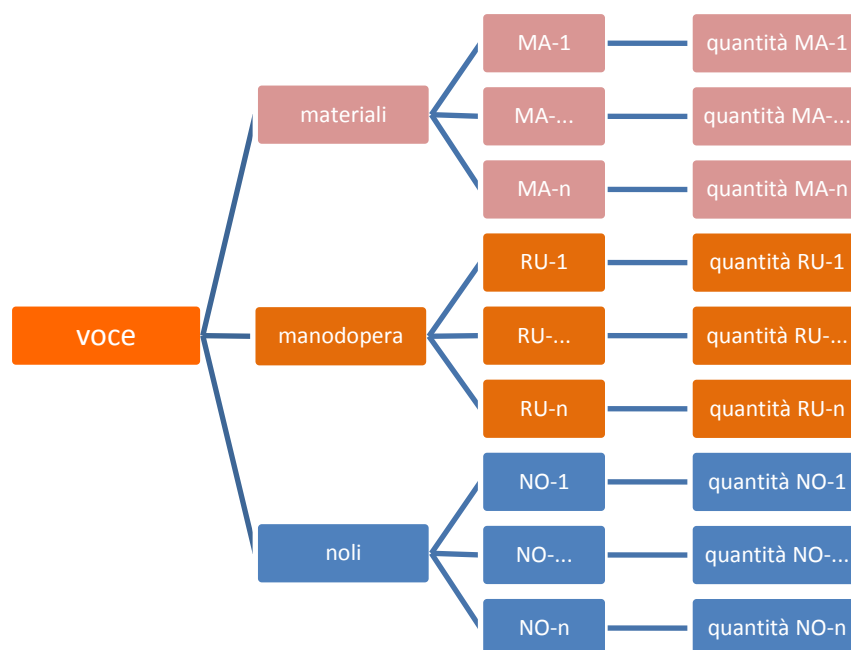 voce
materiali
MA-1
quantità MA-1
MA-...
quantità MA-...
MA-n
quantità MA-n
manodopera
RU-1
quantità RU-1
RU-...
quantità RU-...
RU-n
quantità RU-n
noli
NO-1
quantità NO-1
NO-...
quantità NO-...
NO-n
quantità NO-n